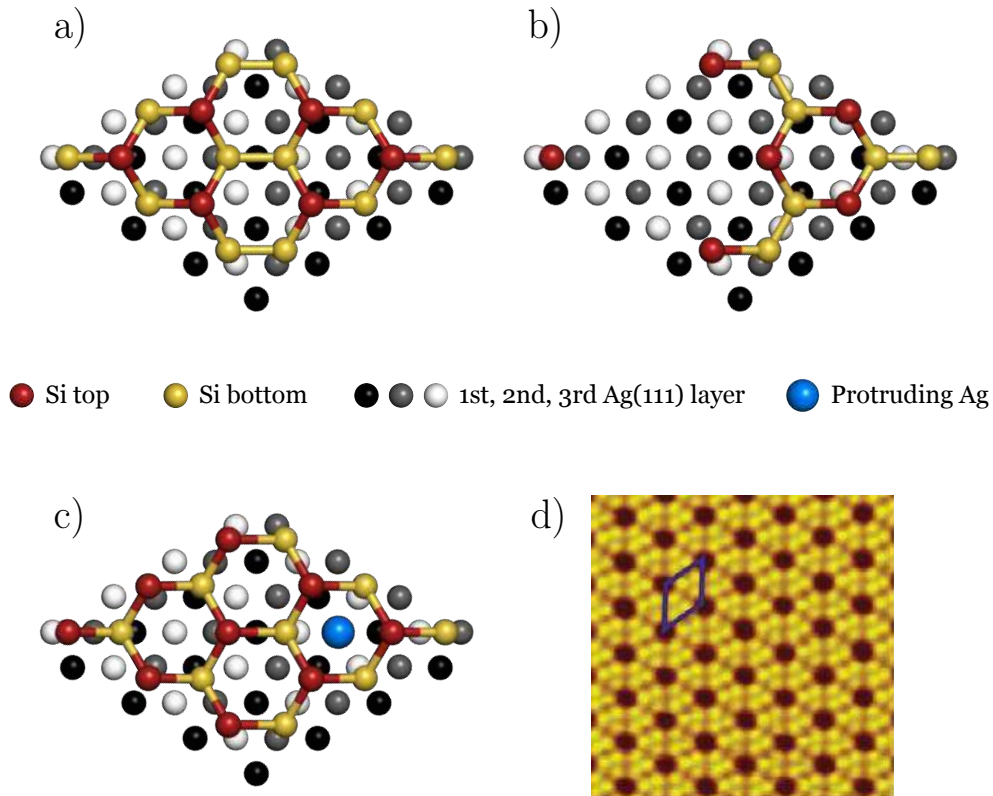 a) b)
Si top Si bottom 1st, 2nd, 3rd Ag(111) layer Protruding Ag
c) d)